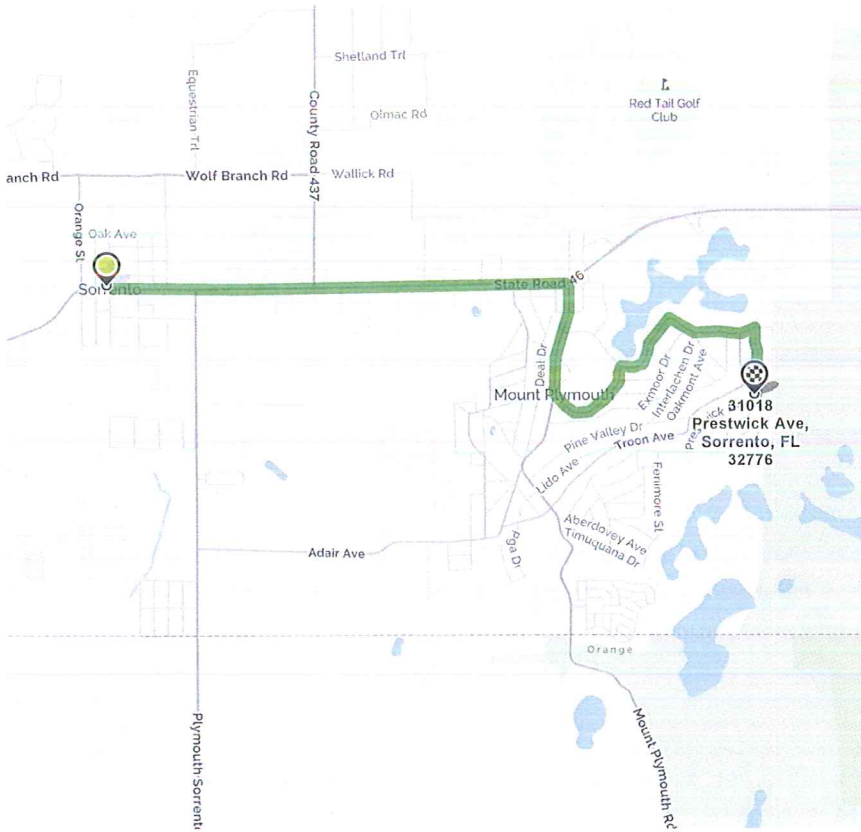 Shetland Trl
Equestrian Trl
County Road 437
Olmac Rd
Red Tail Golf
Club
anch Rd
Wolf Branch Rd
Wallick Rd
Orange St
Oak Ave
Sorrento
State Road 46
Deal Dr
Mount Plymouth
Exmoor Dr
Interlachen Dr
Oakmont Ave
31018
Prestwick Ave,
Sorrento, FL
32776
Pine Valley Dr
Troon Ave
Lido Ave
Fenimore St
Aberdovey Ave
Timuquana Dr
Pga Dr
Adair Ave
Orange
Plymouth Sorrento
Mount Plymouth Rd